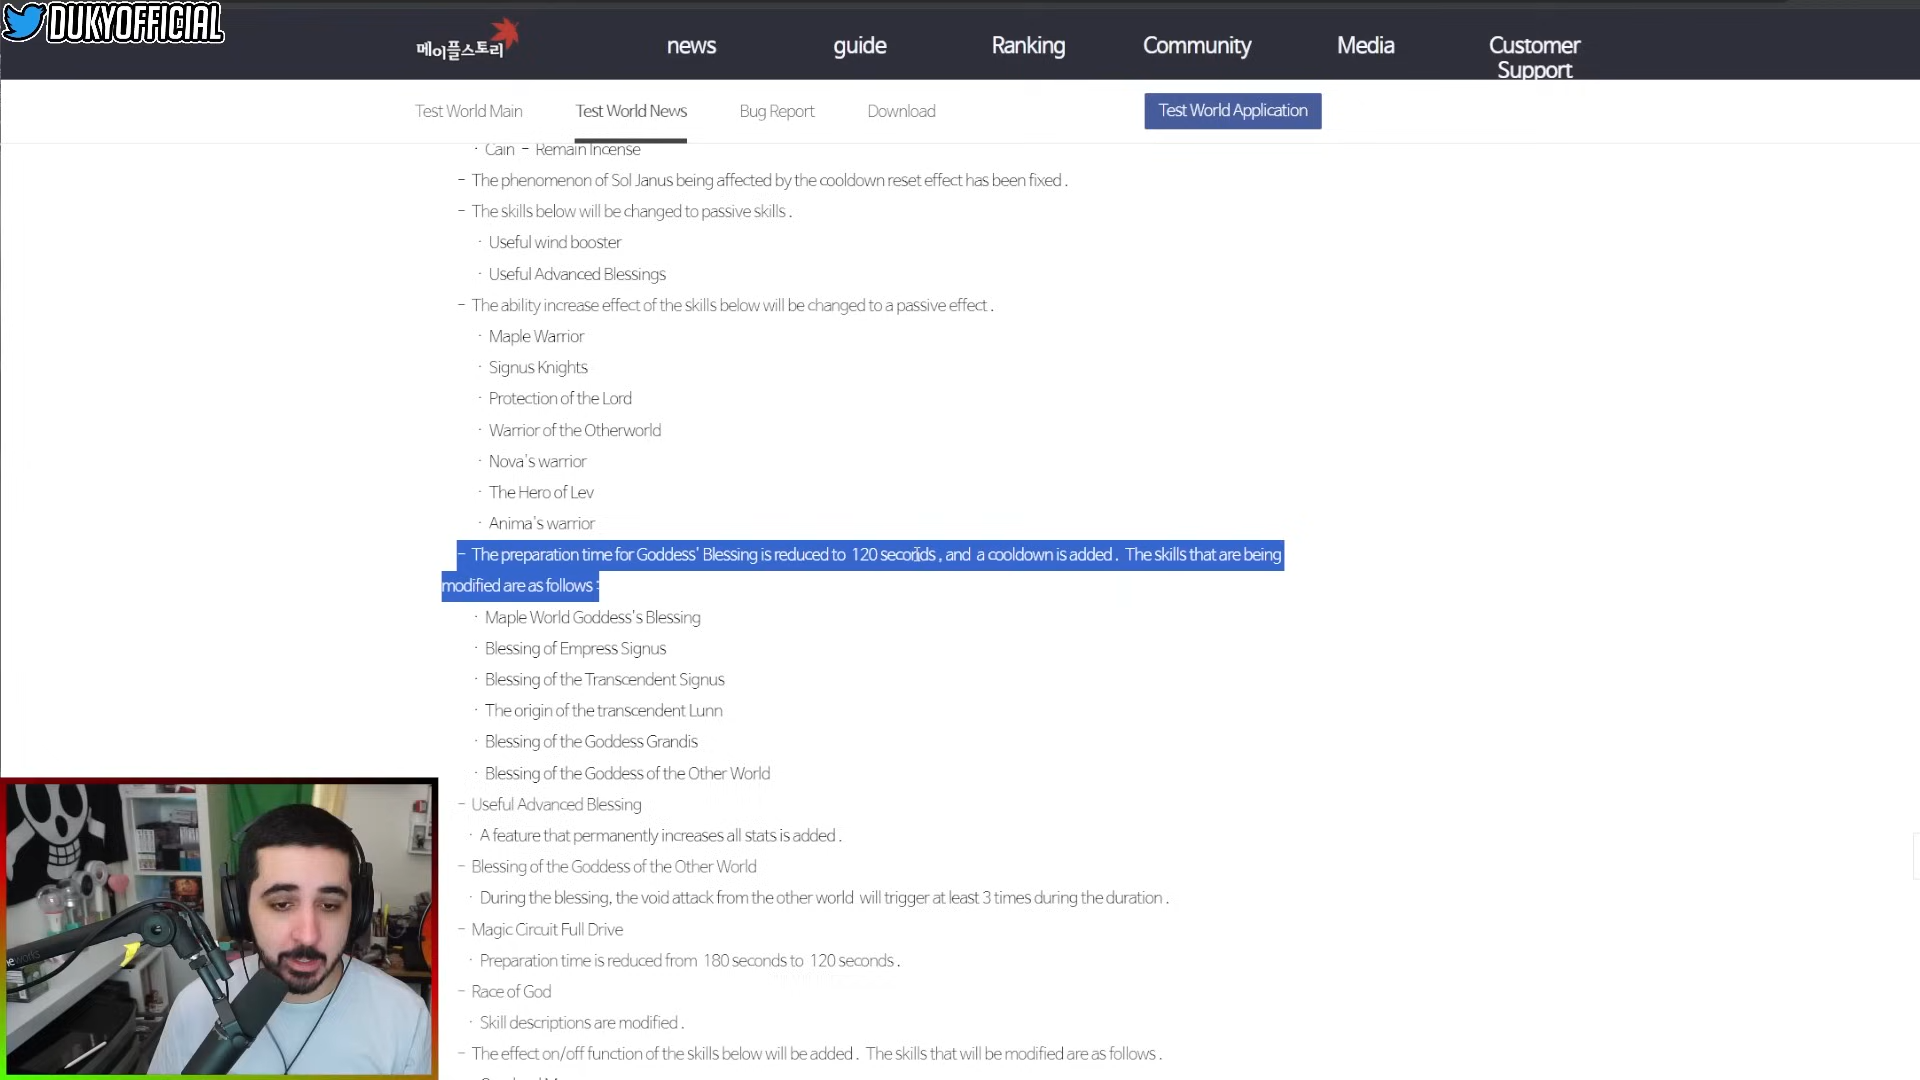 DUKYOFFICIAL
메이플스토리
news
guide
Ranking
Community
Media
Customer Support
Test World Main
Test World News
Bug Report
Download
Test World Application
· Cain - Remain Incense
- The phenomenon of Sol Janus being affected by the cooldown reset effect has been fixed .
- The skills below will be changed to passive skills .
· Useful wind booster
· Useful Advanced Blessings
- The ability increase effect of the skills below will be changed to a passive effect .
· Maple Warrior
· Signus Knights
· Protection of the Lord
· Warrior of the Otherworld
· Nova's warrior
· The Hero of Lev
· Anima's warrior
- The preparation time for Goddess' Blessing is reduced to 120 seconds , and a cooldown is added . The skills that are being
modified are as follows :
· Maple World Goddess's Blessing
· Blessing of Empress Signus
· Blessing of the Transcendent Signus
· The origin of the transcendent Lunn
· Blessing of the Goddess Grandis
· Blessing of the Goddess of the Other World
- Useful Advanced Blessing
· A feature that permanently increases all stats is added .
- Blessing of the Goddess of the Other World
· During the blessing, the void attack from the other world will trigger at least 3 times during the duration .
- Magic Circuit Full Drive
· Preparation time is reduced from 180 seconds to 120 seconds .
- Race of God
· Skill descriptions are modified .
- The effect on/off function of the skills below will be added . The skills that will be modified are as follows .